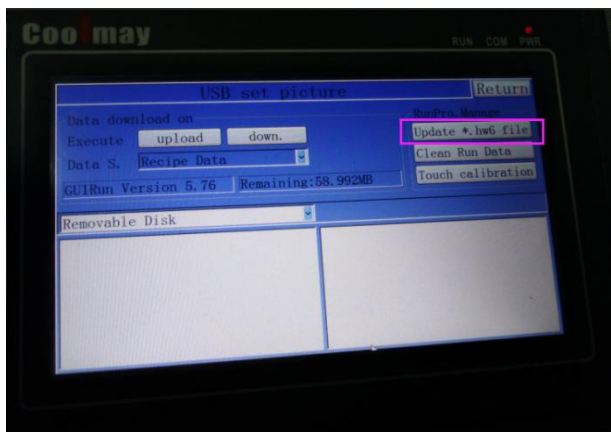 Coolmay
RUN COM PWR
USB set picture
Return
Data download on
RunPro.Manage
Execute upload down.
Update *.hw6 file
Data S. Recipe Data
Clean Run Data
GUIRun Version 5.76 Remaining:58.992MB
Touch calibration
Removable Disk